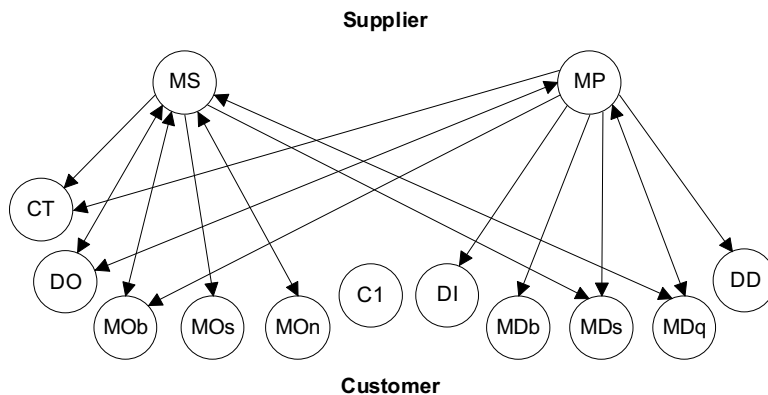 Supplier
MS
MP
CT
DO
MOb
MOs
MOn
C1
DI
MDb
MDs
MDq
DD
Customer